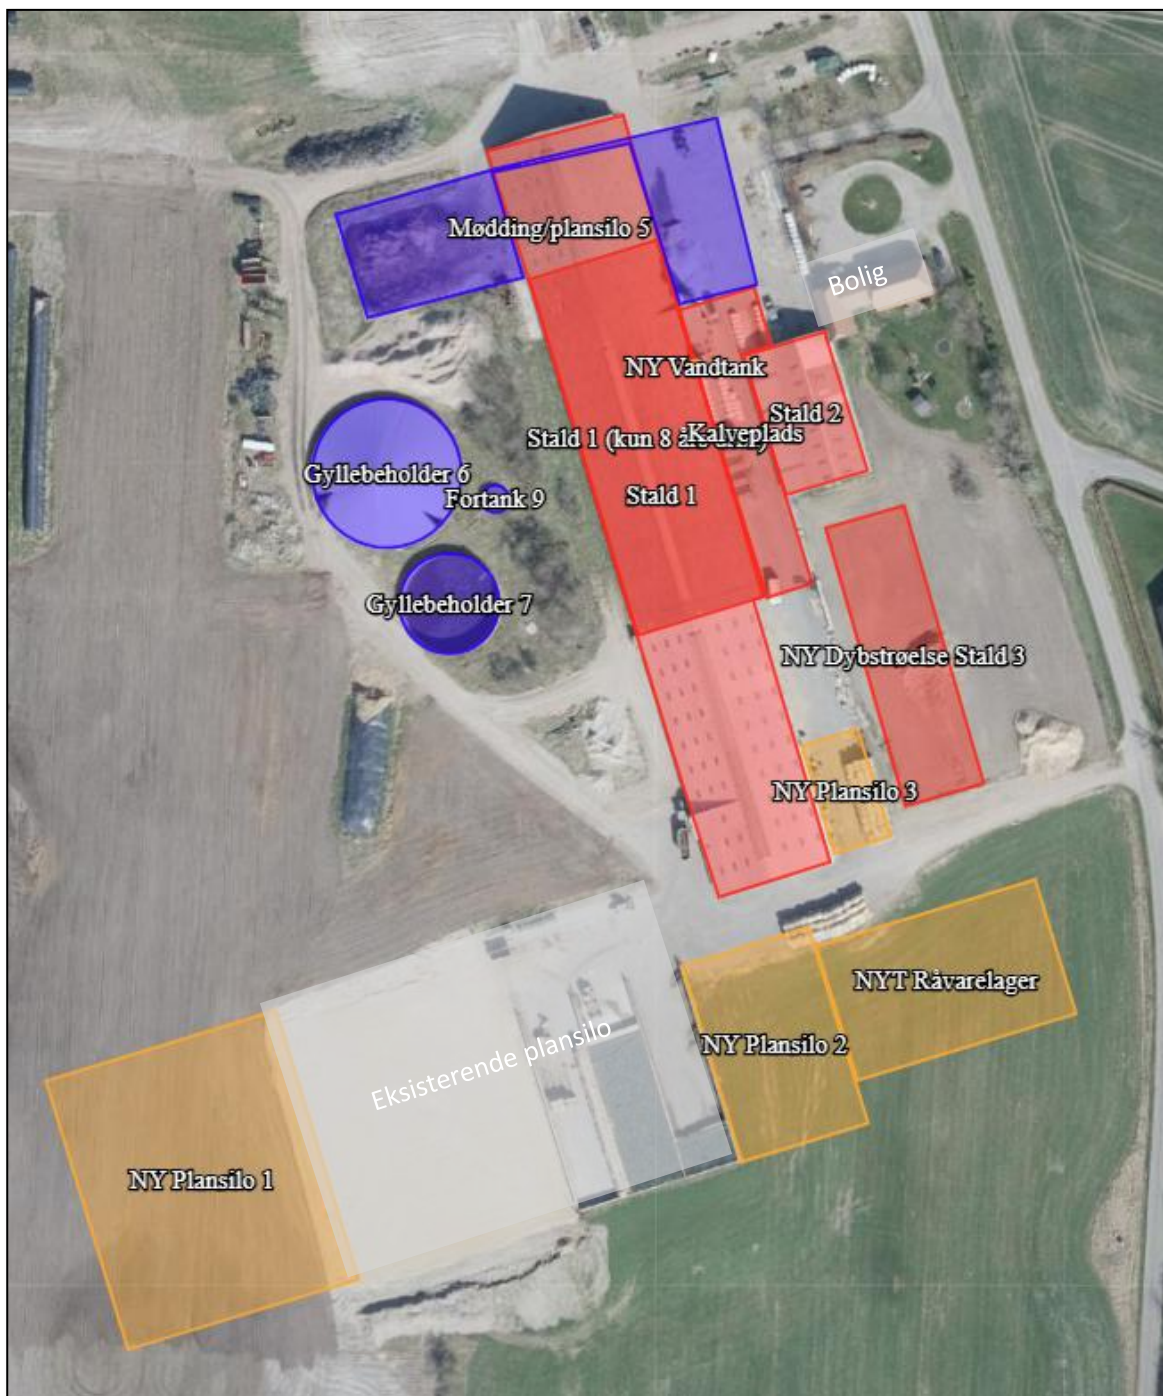 Mødding/plansilo 5
Bolig
NY Vandtank
Stald 2
Kalveplads
Stald 1 (kun 8 år
Gyllebeholder 6
Fortank 9
Stald 1
Gyllebeholder 7
NY Dybstrøelse Stald 3
NY Plansilo 3
NYT Råvarelager
NY Plansilo 2
Eksisterende plansilo
NY Plansilo 1